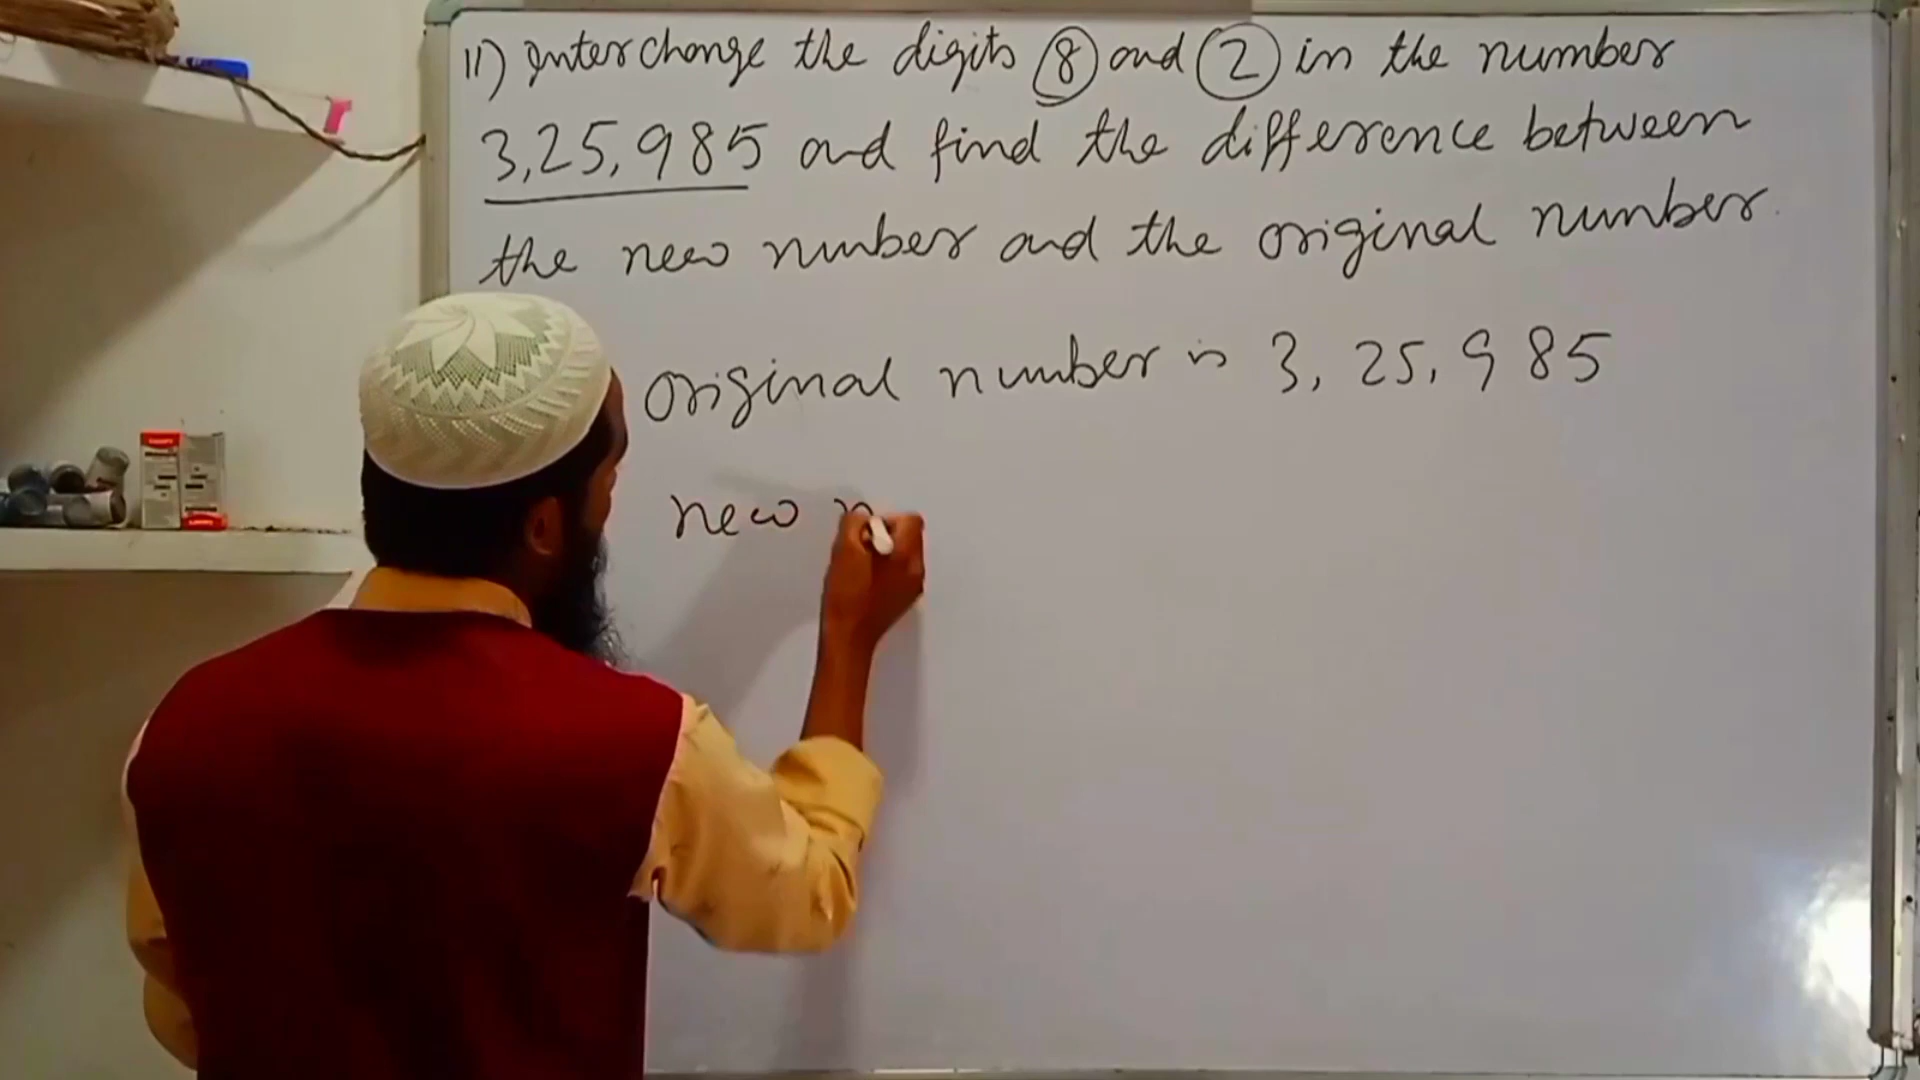 11) Interchange the digits 8 and 2 in the number
3,25,985 and find the difference between
the new number and the original number.
original number is 3, 25, 985
new n